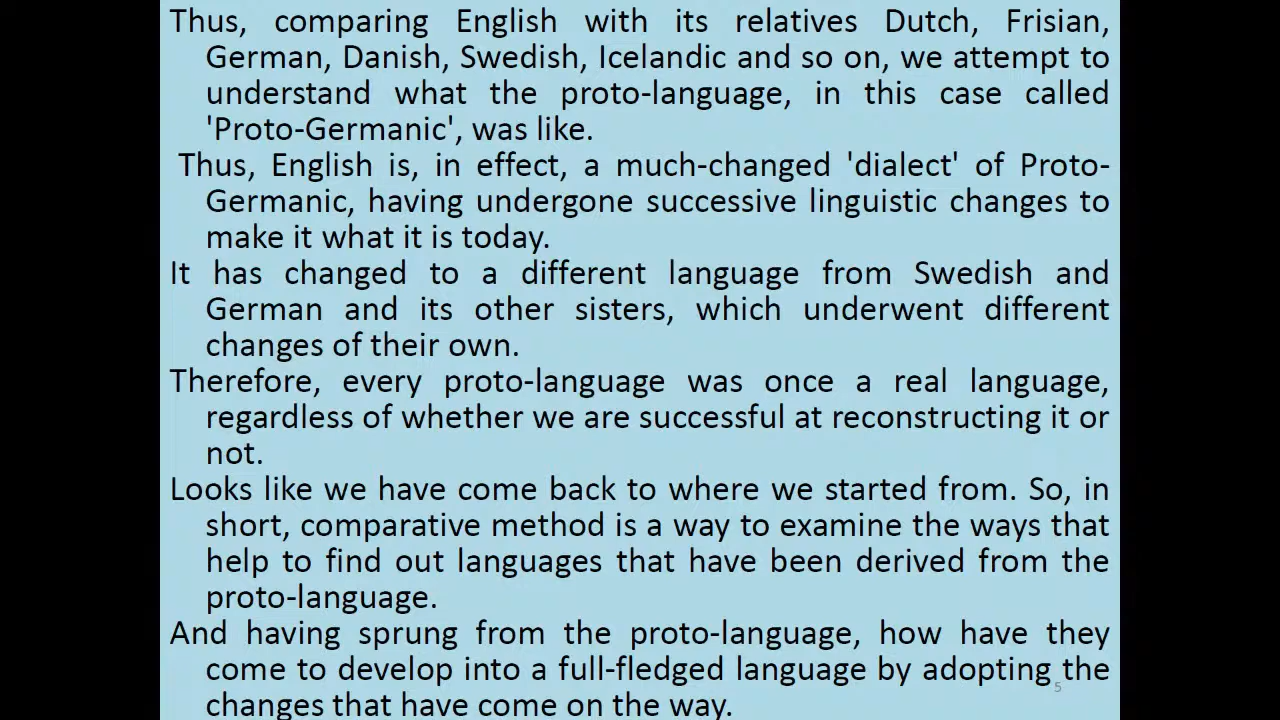 Thus, comparing English with its relatives Dutch, Frisian,
German, Danish, Swedish, Icelandic and so on, we attempt to
understand what the proto-language, in this case called
'Proto-Germanic', was like.
Thus, English is, in effect, a much-changed 'dialect' of Proto-
Germanic, having undergone successive linguistic changes to
make it what it is today.
It has changed to a different language from Swedish and
German and its other sisters, which underwent different
changes of their own.
Therefore, every proto-language was once a real language,
regardless of whether we are successful at reconstructing it or
not.
Looks like we have come back to where we started from. So, in
short, comparative method is a way to examine the ways that
help to find out languages that have been derived from the
proto-language.
And having sprung from the proto-language, how have they
come to develop into a full-fledged language by adopting the
5
changes that have come on the way.